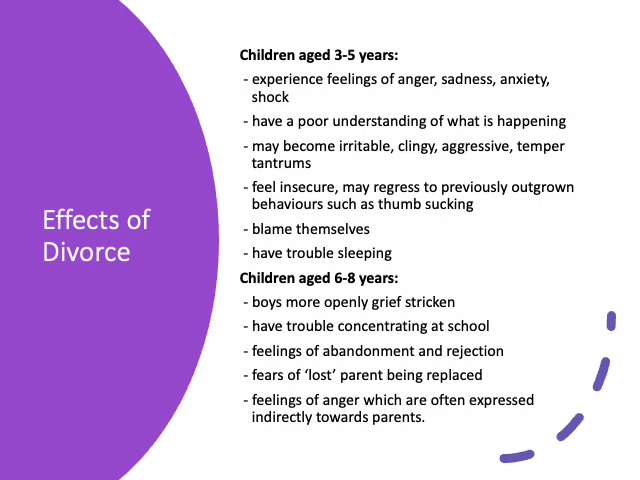 Effects of
Divorce
Children aged 3-5 years:
- experience feelings of anger, sadness, anxiety,
shock
- have a poor understanding of what is happening
- may become irritable, clingy, aggressive, temper
tantrums
- feel insecure, may regress to previously outgrown
behaviours such as thumb sucking
- blame themselves
- have trouble sleeping
Children aged 6-8 years:
- boys more openly grief stricken
- have trouble concentrating at school
- feelings of abandonment and rejection
- fears of ‘lost’ parent being replaced
- feelings of anger which are often expressed
indirectly towards parents.